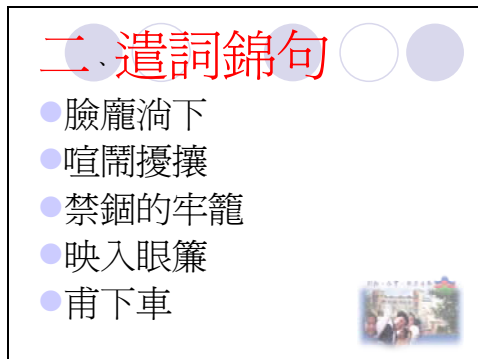 二、遣詞錦句
臉龐淌下
喧鬧擾攘
禁錮的牢籠
映入眼簾
甫下車